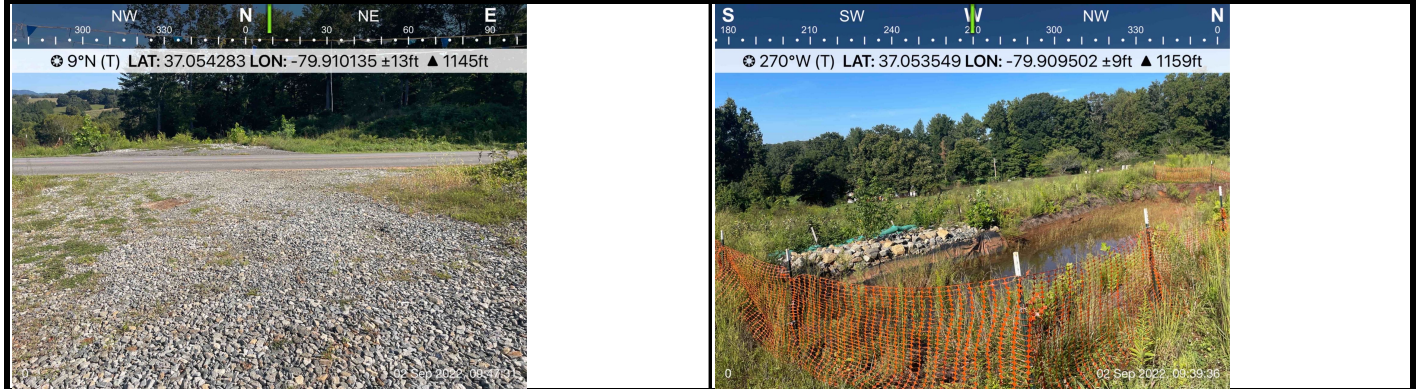 NW N NE E
300 330 0 30 60 90
9°N (T) LAT: 37.054283 LON: -79.910135 ±13ft ▲ 1145ft
0 02 Sep 2022, 09:47:31
S SW W NW N
180 210 240 270 300 330 0
270°W (T) LAT: 37.053549 LON: -79.909502 ±9ft ▲ 1159ft
0 02 Sep 2022, 09:39:36